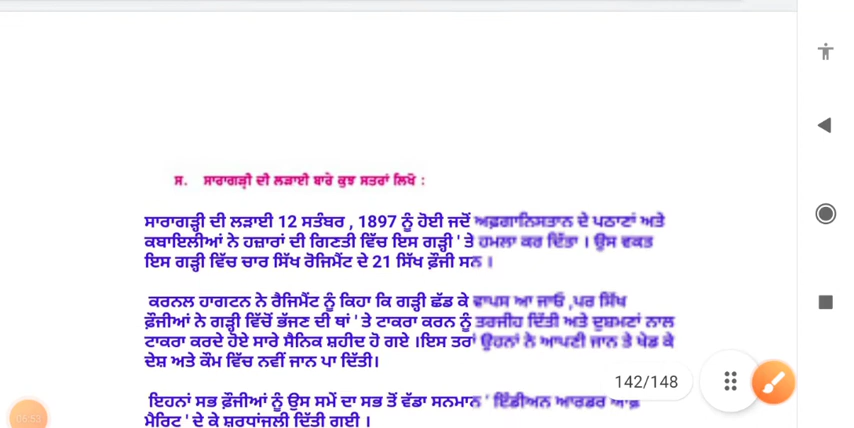 ਸ. ਸਾਰਾਗੜ੍ਹੀ ਦੀ ਲੜਾਈ ਬਾਰੇ ਕੁਝ ਸਤਰਾਂ ਲਿਖੋ :
ਸਾਰਾਗੜ੍ਹੀ ਦੀ ਲੜਾਈ 12 ਸਤੰਬਰ , 1897 ਨੂੰ ਹੋਈ ਜਦੋਂ ਅਫ਼ਗਾਨਿਸਤਾਨ ਦੇ ਪਠਾਣਾਂ ਅਤੇ
ਕਬਾਇਲੀਆਂ ਨੇ ਹਜ਼ਾਰਾਂ ਦੀ ਗਿਣਤੀ ਵਿੱਚ ਇਸ ਗੜ੍ਹੀ ' ਤੇ ਹਮਲਾ ਕਰ ਦਿੱਤਾ । ਉਸ ਵਕਤ
ਇਸ ਗੜ੍ਹੀ ਵਿੱਚ ਚਾਰ ਸਿੱਖ ਰੇਜਿਮੈਂਟ ਦੇ 21 ਸਿੱਖ ਫ਼ੌਜੀ ਸਨ ।
ਕਰਨਲ ਹਾਗਟਨ ਨੇ ਰੈਜਿਮੈਂਟ ਨੂੰ ਕਿਹਾ ਕਿ ਗੜ੍ਹੀ ਛੱਡ ਕੇ ਵਾਪਸ ਆ ਜਾਓ ,ਪਰ ਸਿੱਖ
ਫ਼ੌਜੀਆਂ ਨੇ ਗੜ੍ਹੀ ਵਿੱਚੋਂ ਭੱਜਣ ਦੀ ਥਾਂ ' ਤੇ ਟਾਕਰਾ ਕਰਨ ਨੂੰ ਤਰਜੀਹ ਦਿੱਤੀ ਅਤੇ ਦੁਸ਼ਮਣਾਂ ਨਾਲ
ਟਾਕਰਾ ਕਰਦੇ ਹੋਏ ਸਾਰੇ ਸੈਨਿਕ ਸ਼ਹੀਦ ਹੋ ਗਏ ।ਇਸ ਤਰਾਂ ਉਹਨਾਂ ਨੇ ਆਪਣੀ ਜਾਨ ਤੇ ਖੇਡ ਕੇ
ਦੇਸ਼ ਅਤੇ ਕੌਮ ਵਿੱਚ ਨਵੀਂ ਜਾਨ ਪਾ ਦਿੱਤੀ।
142/148
ਇਹਨਾਂ ਸਭ ਫ਼ੌਜੀਆਂ ਨੂੰ ਉਸ ਸਮੇਂ ਦਾ ਸਭ ਤੋਂ ਵੱਡਾ ਸਨਮਾਨ ' ਇੰਡੀਅਨ ਆਰਡਰ ਆਫ਼
ਮੈਰਿਟ ' ਦੇ ਕੇ ਸ਼ਰਧਾਂਜਲੀ ਦਿੱਤੀ ਗਈ ।
06:53